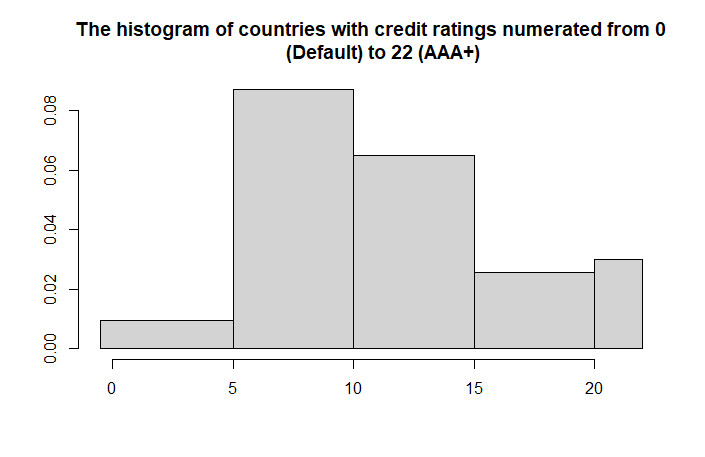 The histogram of countries with credit ratings numerated from 0
(Default) to 22 (AAA+)
0.08
0.06
0.04
0.02
0.00
0 5 10 15 20